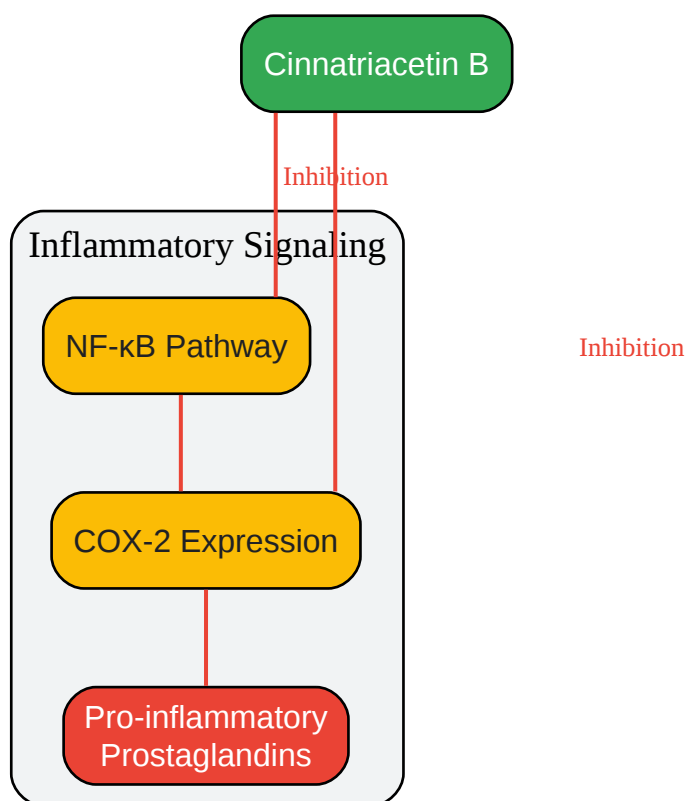 Cinnatriacetin B
Inhibition
Inflammatory Signaling
NF-κB Pathway
Inhibition
COX-2 Expression
Pro-inflammatory
Prostaglandins